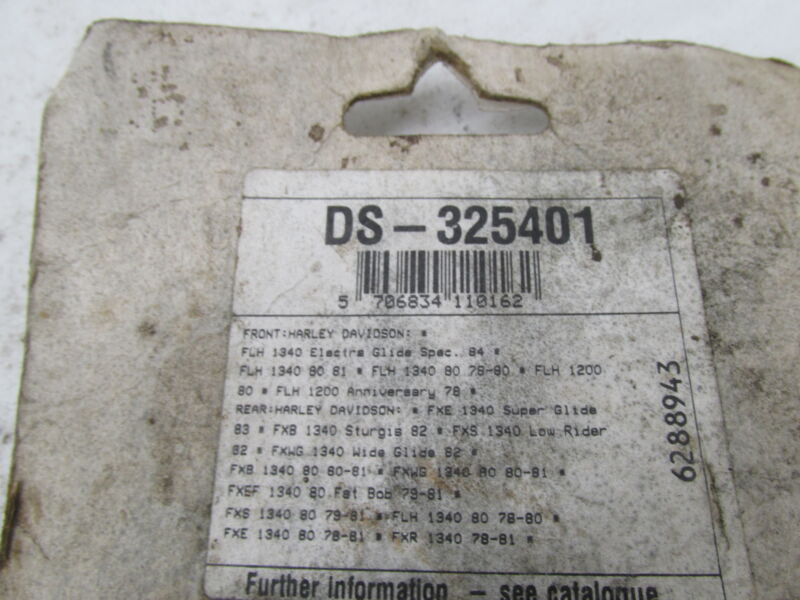 DS - 325401
5 706834 110162
FRONT:HARLEY DAVIDSON: *
FLH 1340 Electra Glide Spec. 84 *
FLH 1340 80 81 * FLH 1340 80 78-80 * FLH 1200
80 * FLH 1200 Anniversary 78 *
REAR:HARLEY DAVIDSON: * FXE 1340 Super Glide
83 * FXB 1340 Sturgis 82 * FXS 1340 Low Rider
82 * FXWG 1340 Wide Glide 82 *
FXB 1340 80 80-81 * FXWG 1340 80 80-81 *
FXEF 1340 80 Fat Bob 79-81 *
FXS 1340 80 79-81 * FLH 1340 80 78-80 *
FXE 1340 80 78-81 * FXR 1340 78-81 *
6288943
Further information - see catalogue